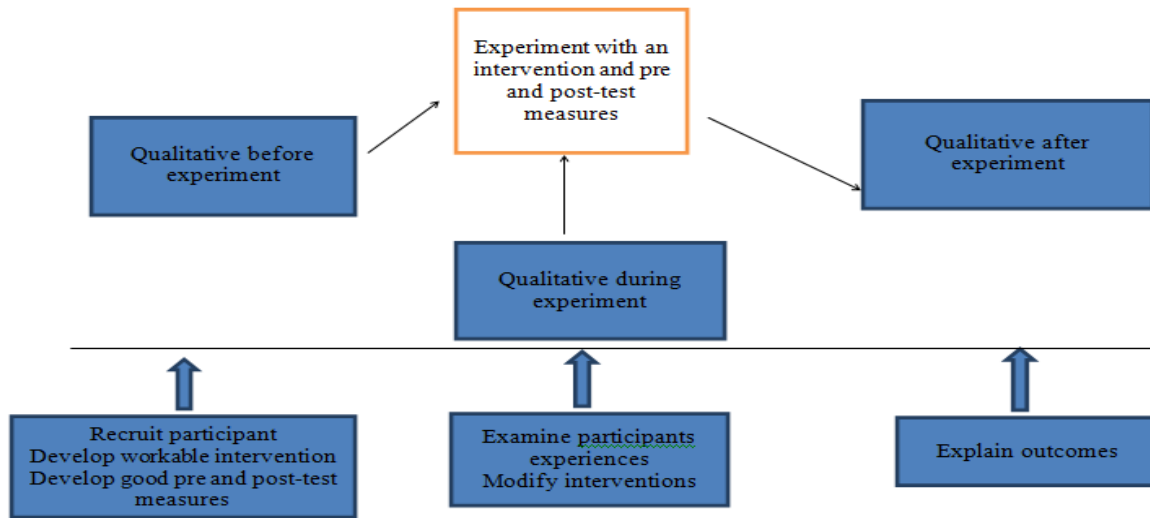 Experiment with an
intervention and pre
and post-test
measures
Qualitative before
experiment
Qualitative after
experiment
Qualitative during
experiment
Recruit participant
Develop workable intervention
Develop good pre and post-test
measures
Examine participants
experiences
Modify interventions
Explain outcomes